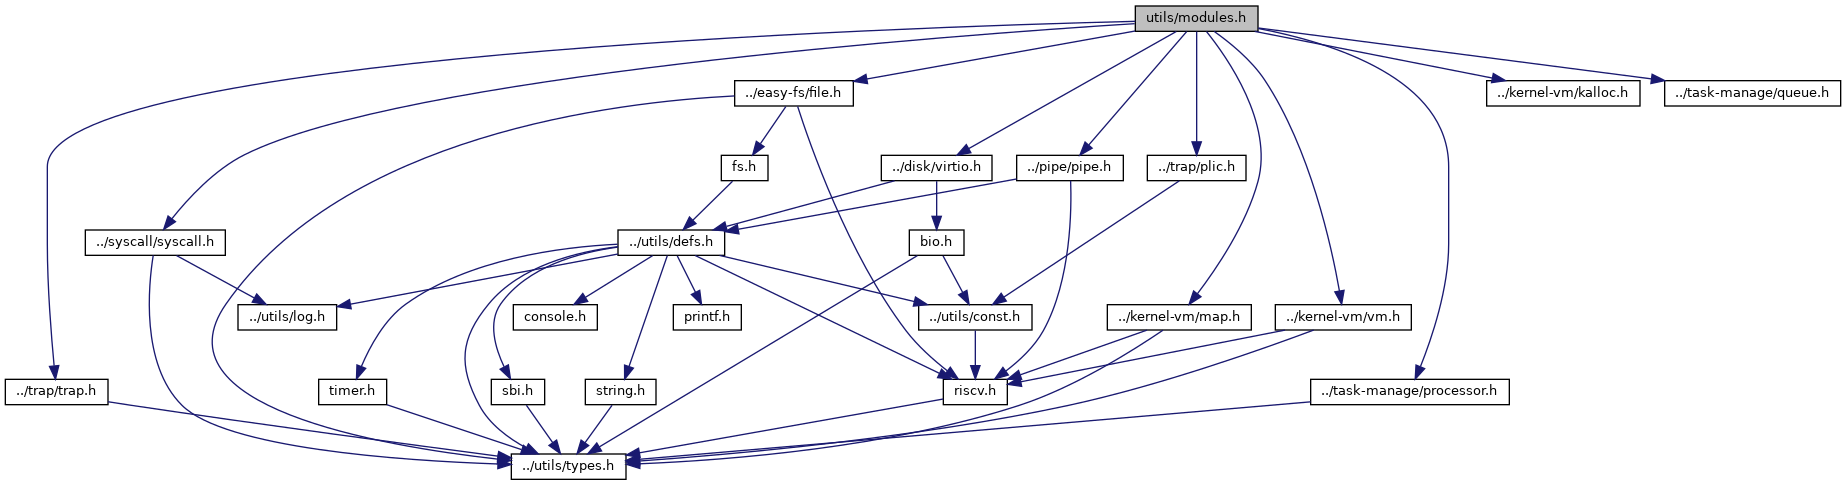 utils/modules.h
../easy-fs/file.h
../kernel-vm/kalloc.h
../task-manage/queue.h
fs.h
../disk/virtio.h
../pipe/pipe.h
../trap/plic.h
../syscall/syscall.h
../utils/defs.h
bio.h
../utils/log.h
console.h
printf.h
../utils/const.h
../kernel-vm/map.h
../kernel-vm/vm.h
../trap/trap.h
timer.h
sbi.h
string.h
riscv.h
../task-manage/processor.h
../utils/types.h